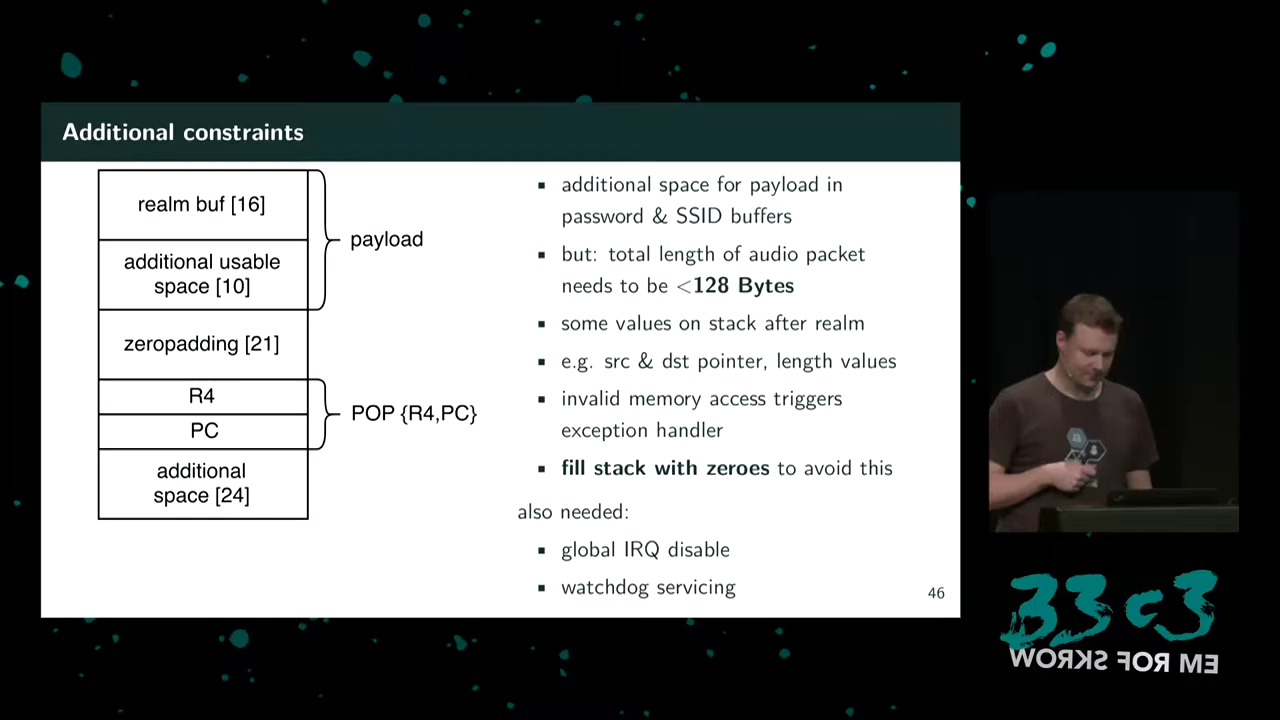 Additional constraints
realm buf [16]
additional usable
space [10]
payload
zeropadding [21]
R4
PC
POP {R4,PC}
additional
space [24]
▪ additional space for payload in
password & SSID buffers
▪ but: total length of audio packet
needs to be <128 Bytes
▪ some values on stack after realm
▪ e.g. src & dst pointer, length values
▪ invalid memory access triggers
exception handler
▪ fill stack with zeroes to avoid this
also needed:
▪ global IRQ disable
▪ watchdog servicing
46
33c3
WORKS FOR ME